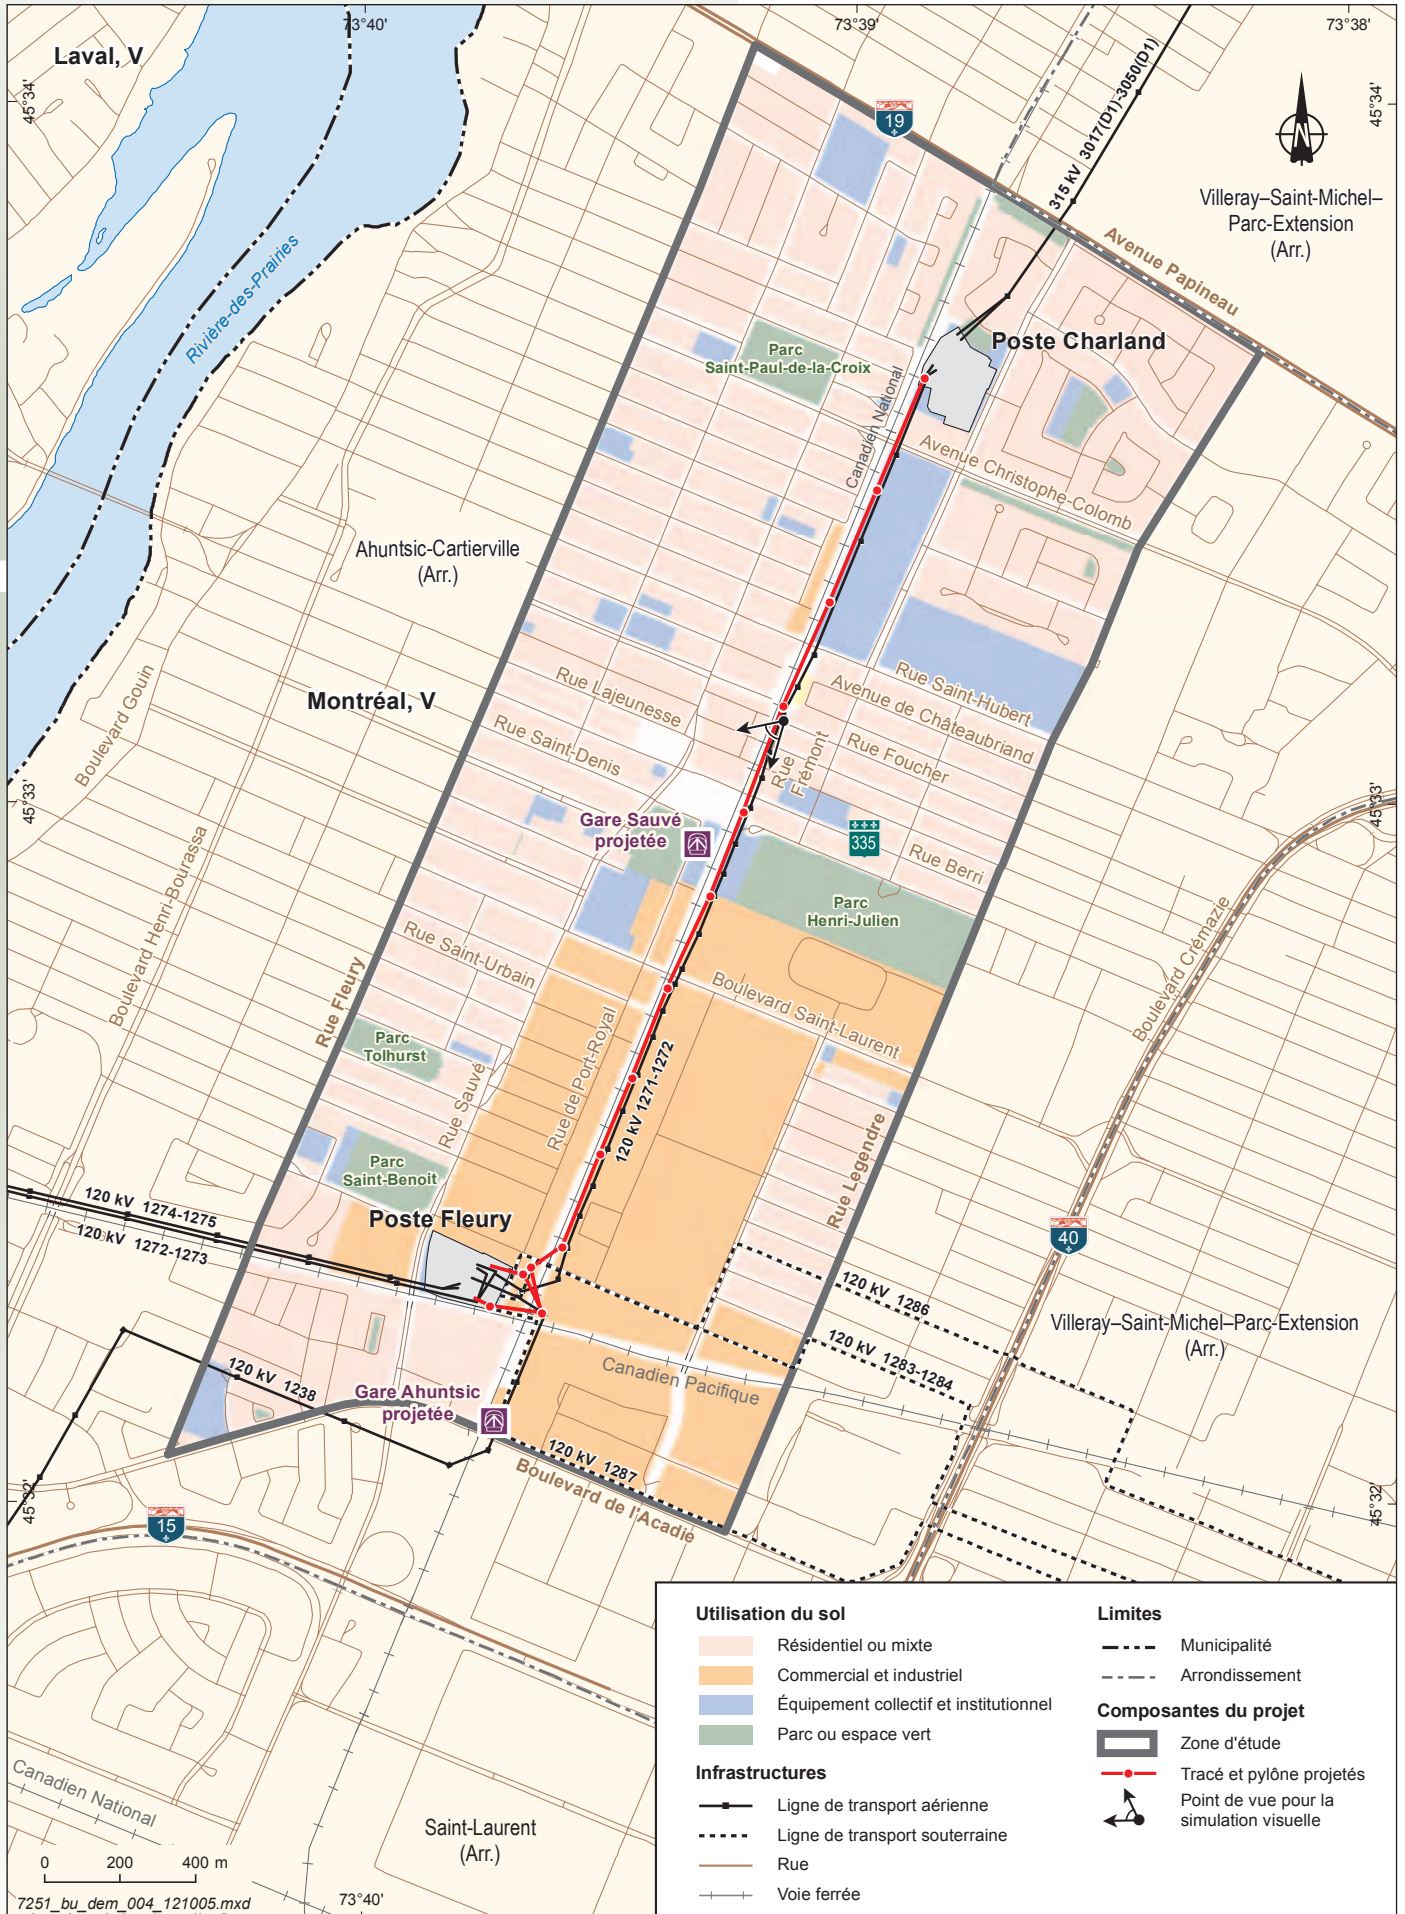 73°40'
73°39'
73°38'
Laval, V
45°34'
45°34'
19
315 kV 3017(D1)-3050(D1)
N
Villeray–Saint-Michel–
Parc-Extension
(Arr.)
Avenue Papineau
Rivière-des-Prairies
Poste Charland
Parc
Saint-Paul-de-la-Croix
Canadien National
Avenue Christophe-Colomb
Ahuntsic-Cartierville
(Arr.)
Montréal, V
Boulevard Gouin
Rue Lajeunesse
Rue Saint-Hubert
Avenue de Châteaubriand
Rue Saint-Denis
Rue Foucher
Rue
Frémont
45°33'
45°33'
Gare Sauvé
projetée
335
Rue Berri
Boulevard Henri-Bourassa
Parc
Henri-Julien
Boulevard Crémazie
Rue Saint-Urbain
Rue Fleury
Boulevard Saint-Laurent
Parc
Tolhurst
Rue Sauvé
Rue de Port-Royal
120 kV 1271-1272
Rue Legendre
Parc
Saint-Benoit
120 kV 1274-1275
120 kV 1272-1273
Poste Fleury
40
120 kV 1286
Villeray–Saint-Michel–Parc-Extension
(Arr.)
120 kV 1283-1284
Canadien Pacifique
120 kV 1238
Gare Ahuntsic
projetée
120 kV 1287
Boulevard de l'Acadie
45°32'
45°32'
15
Canadien National
Saint-Laurent
(Arr.)
0 200 400 m
73°40'
7251_bu_dem_004_121005.mxd
Utilisation du sol
Résidentiel ou mixte
Commercial et industriel
Équipement collectif et institutionnel
Parc ou espace vert
Infrastructures
Ligne de transport aérienne
Ligne de transport souterraine
Rue
Voie ferrée
Limites
Municipalité
Arrondissement
Composantes du projet
Zone d'étude
Tracé et pylône projetés
Point de vue pour la
simulation visuelle